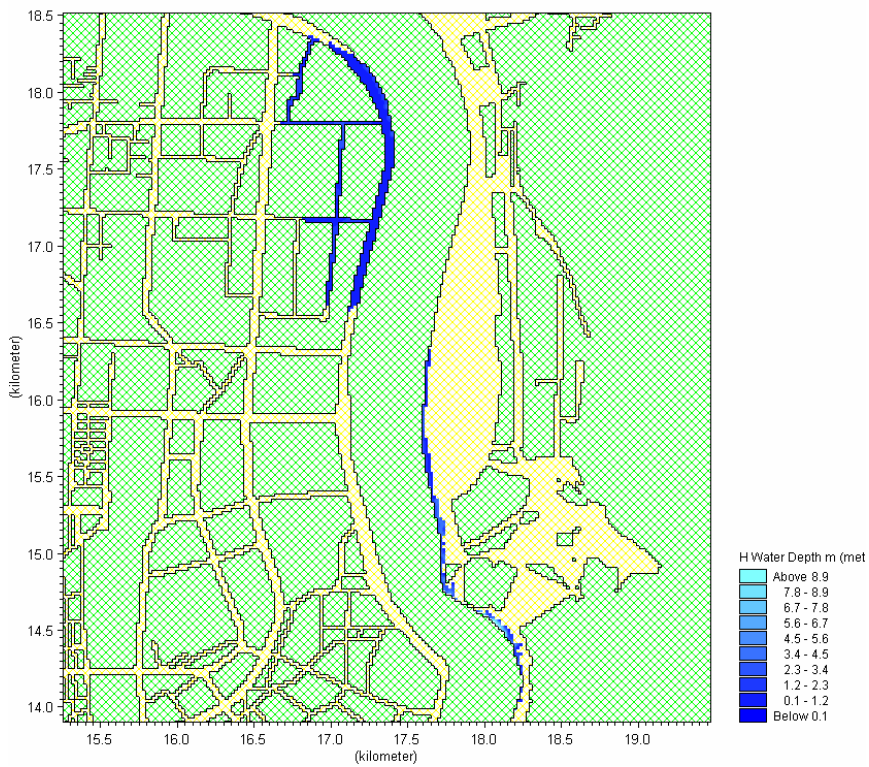 18.5
18.0
17.5
17.0
16.5
16.0
15.5
15.0
14.5
14.0
(kilometer)
15.5 16.0 16.5 17.0 17.5 18.0 18.5 19.0
(kilometer)
H Water Depth m (met
Above 8.9
7.8 - 8.9
6.7 - 7.8
5.6 - 6.7
4.5 - 5.6
3.4 - 4.5
2.3 - 3.4
1.2 - 2.3
0.1 - 1.2
Below 0.1